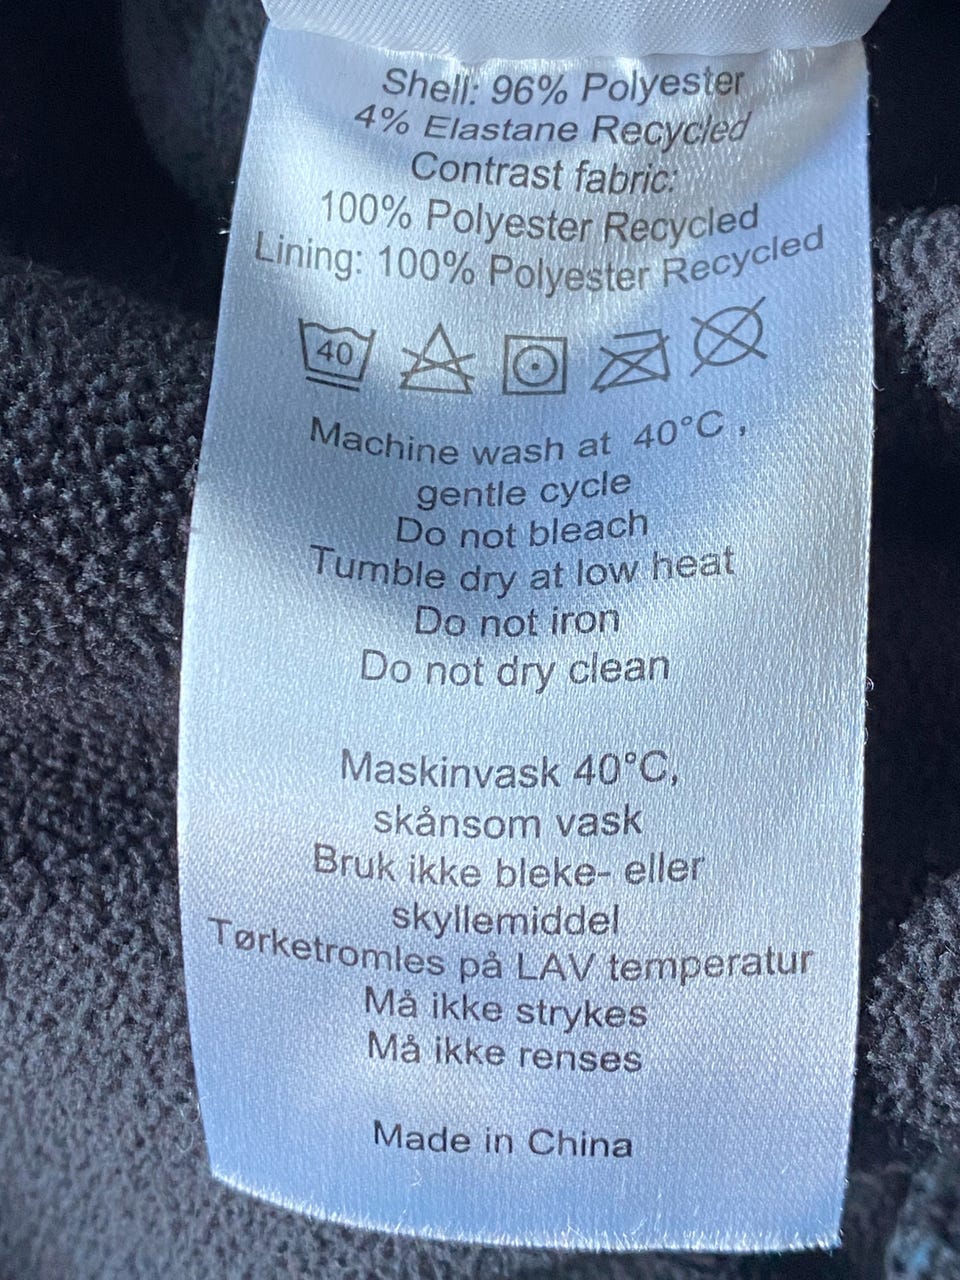 Shell: 96% Polyester
4% Elastane Recycled
Contrast fabric:
100% Polyester Recycled
Lining: 100% Polyester Recycled
40
Machine wash at 40°C ,
gentle cycle
Do not bleach
Tumble dry at low heat
Do not iron
Do not dry clean
Maskinvask 40°C,
skånsom vask
Bruk ikke bleke- eller
skyllemiddel
Tørketromles på LAV temperatur
Må ikke strykes
Må ikke renses
Made in China